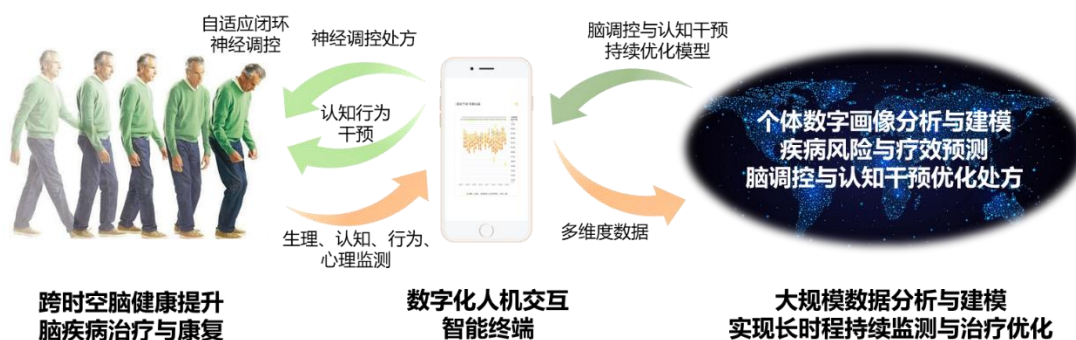 自适应闭环
神经调控
神经调控处方
认知行为
干预
生理、认知、行为、
心理监测
脑调控与认知干预
持续优化模型
多维度数据
个体数字画像分析与建模
疾病风险与疗效预测
脑调控与认知干预优化处方
跨时空脑健康提升
脑疾病治疗与康复
数字化人机交互
智能终端
大规模数据分析与建模
实现长时程持续监测与治疗优化